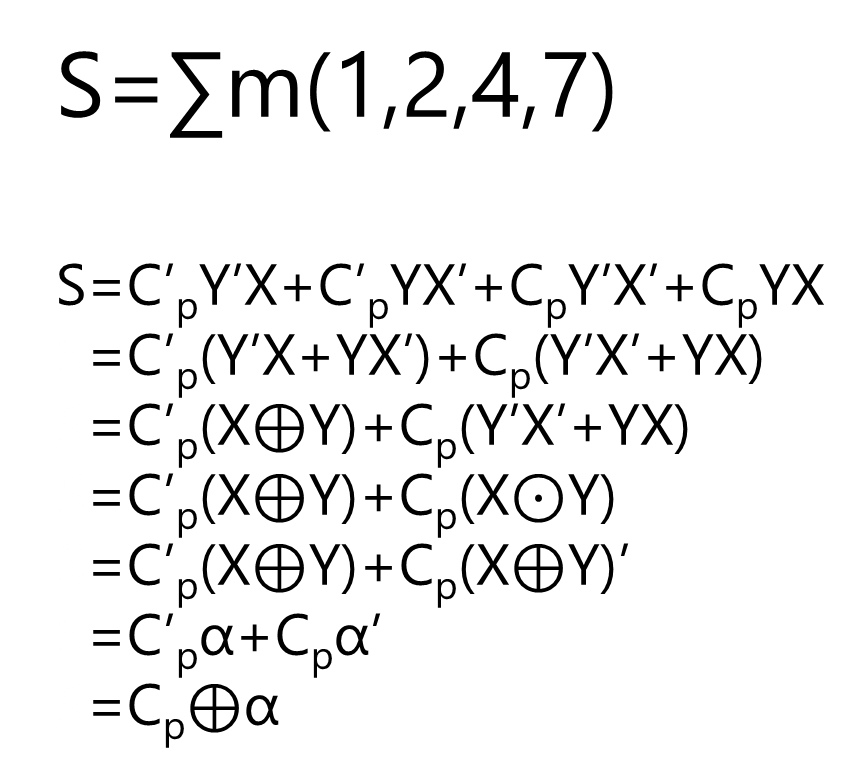 S=∑m(1,2,4,7)
S=C′ₚY′X+C′ₚYX′+CₚY′X′+CₚYX
=C′ₚ(Y′X+YX′)+Cₚ(Y′X′+YX)
=C′ₚ(X⊕Y)+Cₚ(Y′X′+YX)
=C′ₚ(X⊕Y)+Cₚ(X⊙Y)
=C′ₚ(X⊕Y)+Cₚ(X⊕Y)′
=C′ₚα+Cₚα′
=Cₚ⊕α